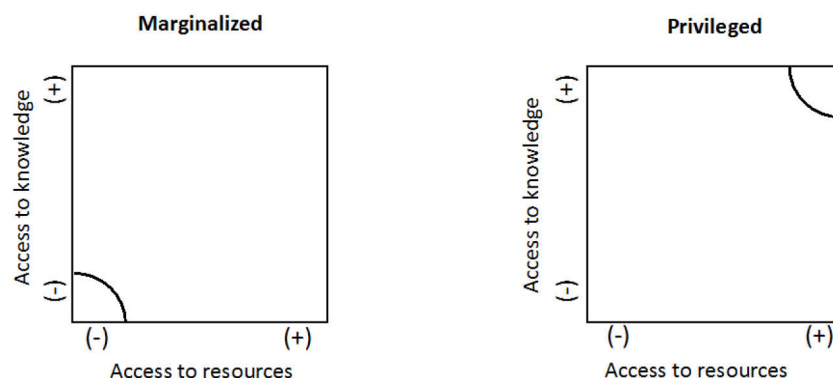 Marginalized
Access to knowledge
(+)
(-)
(-)
(+)
Access to resources
Privileged
Access to knowledge
(+)
(-)
(-)
(+)
Access to resources